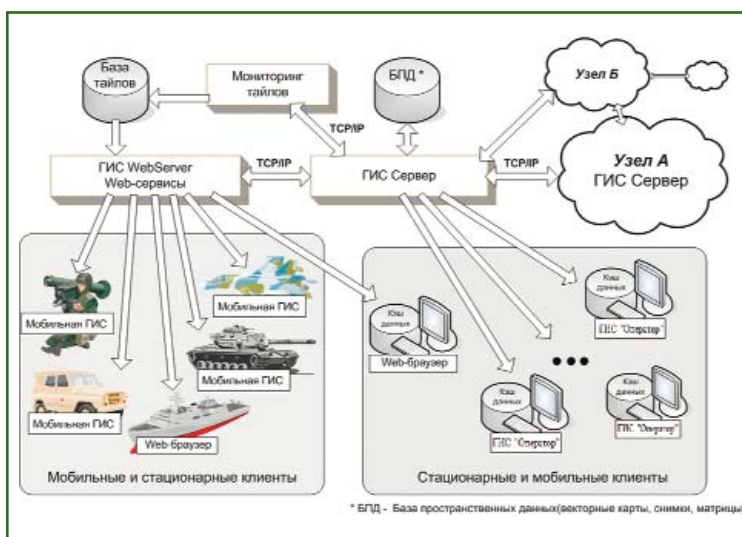 База
тайлов
Мониторинг
тайлов
БПД *
Узел Б
TCP/IP
TCP/IP
ГИС WebServer
Web-сервисы
TCP/IP
ГИС Сервер
TCP/IP
Узел А
ГИС Сервер
Мобильная ГИС
Мобильная ГИС
Мобильная ГИС
Мобильная ГИС
Web-браузер
Мобильные и стационарные клиенты
Кэш
данных
Web-браузер
Кэш
данных
ГИС "Оператор"
Кэш
данных
ГИС "Оператор"
Кэш
данных
ГИС "Оператор"
Стационарные и мобильные клиенты
* БПД - База пространственных данных(векторные карты, снимки, матрицы